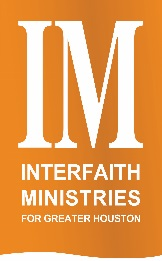 IM
INTERFAITH
MINISTRIES
FOR GREATER HOUSTON